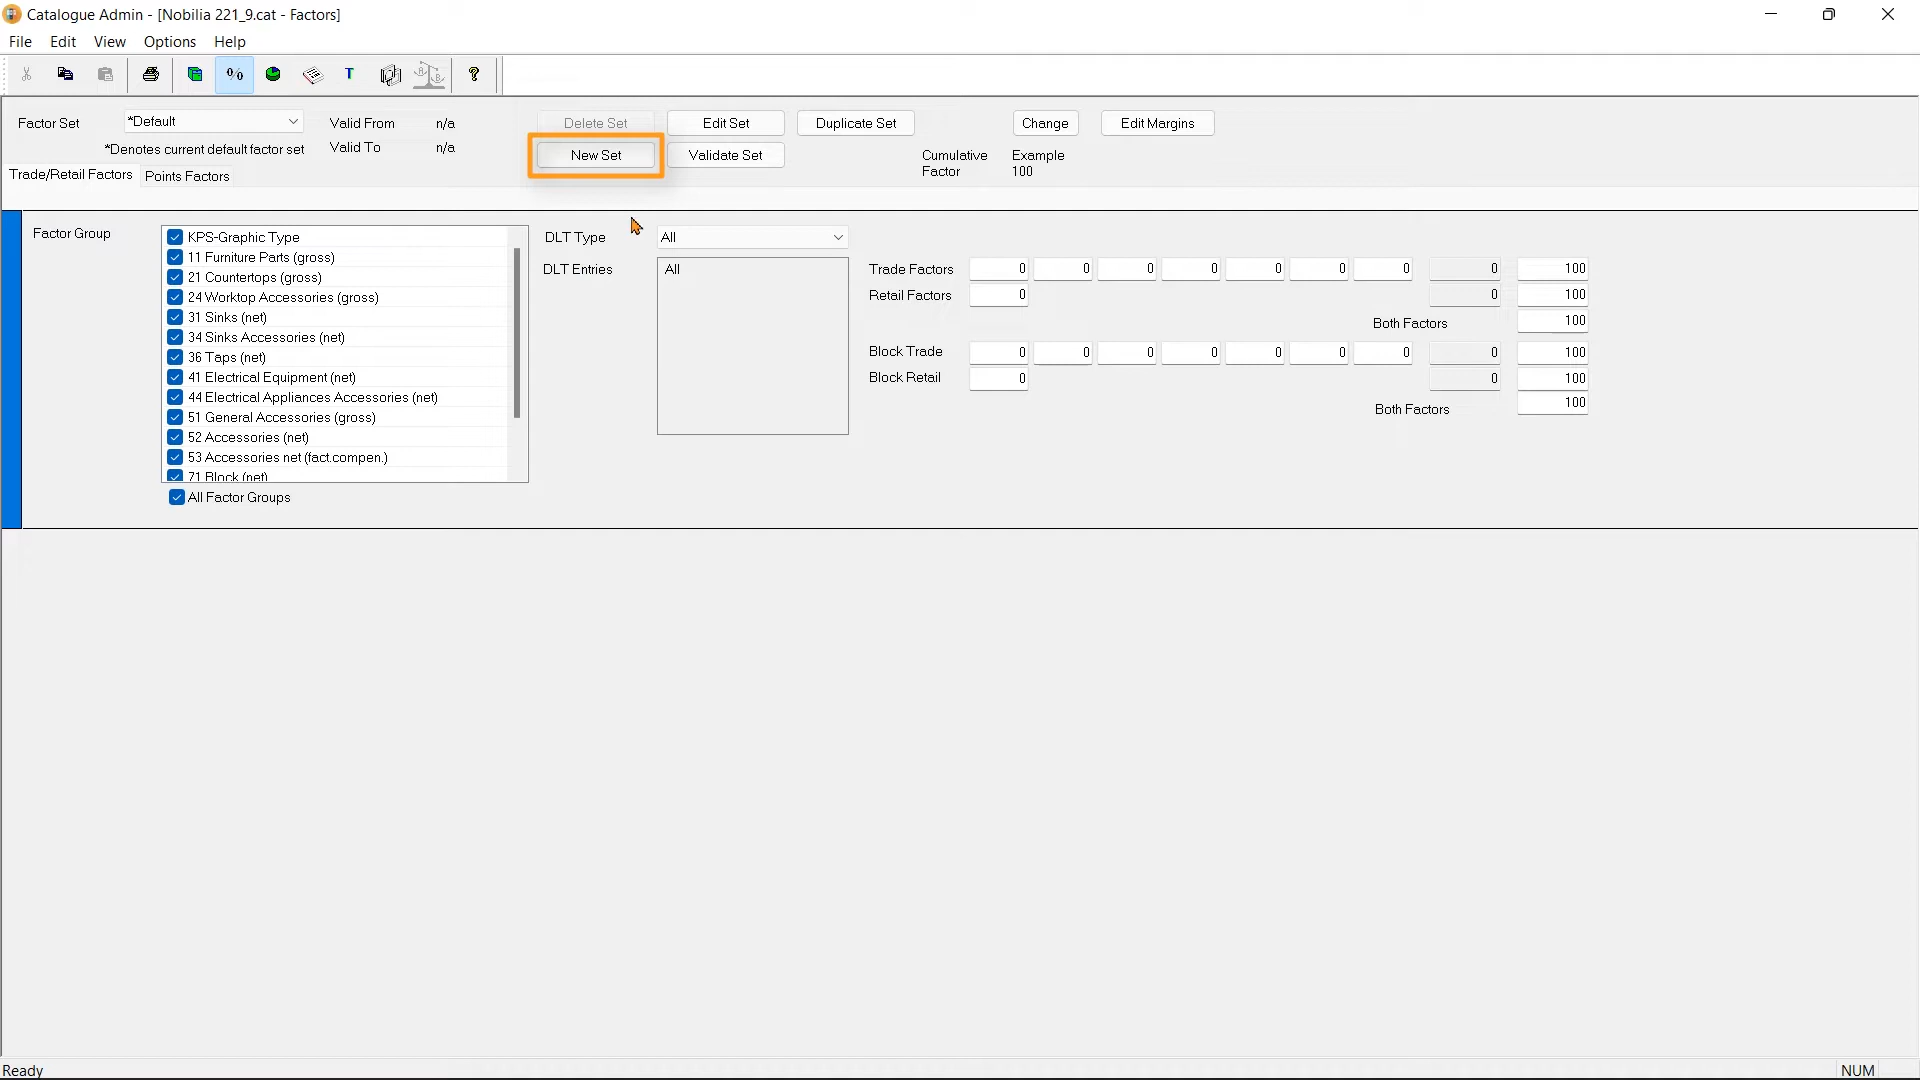 Catalogue Admin - [Nobilia 221_9.cat - Factors]
File Edit View Options Help
% T A B ?
Factor Set *Default Valid From n/a Delete Set Edit Set Duplicate Set Change Edit Margins
*Denotes current default factor set Valid To n/a New Set Validate Set Cumulative Factor Example 100
Trade/Retail Factors Points Factors
Factor Group
KPS-Graphic Type
11 Furniture Parts (gross)
21 Countertops (gross)
24 Worktop Accessories (gross)
31 Sinks (net)
34 Sinks Accessories (net)
36 Taps (net)
41 Electrical Equipment (net)
44 Electrical Appliances Accessories (net)
51 General Accessories (gross)
52 Accessories (net)
53 Accessories net (fact.compen.)
71 Block (net)
All Factor Groups
DLT Type All
DLT Entries All
Trade Factors 0 0 0 0 0 0 0 0 100
Retail Factors 0 0 100
Both Factors 100
Block Trade 0 0 0 0 0 0 0 0 100
Block Retail 0 0 100
Both Factors 100
Ready NUM